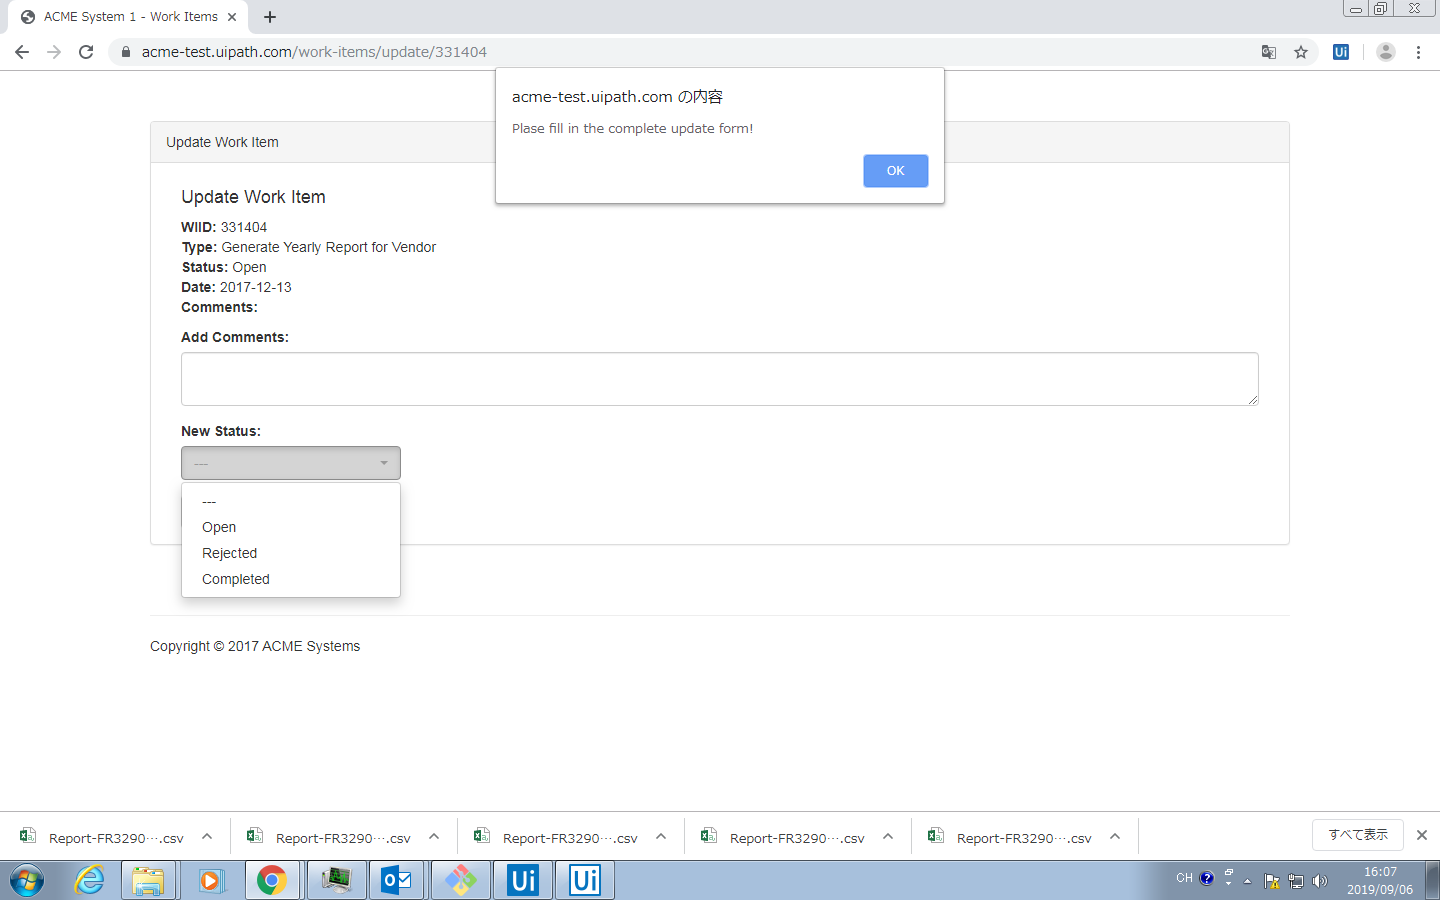 ACME System 1 - Work Items
acme-test.uipath.com/work-items/update/331404
Ui
acme-test.uipath.com の内容
Plase fill in the complete update form!
OK
Update Work Item
Update Work Item
WIID: 331404
Type: Generate Yearly Report for Vendor
Status: Open
Date: 2017-12-13
Comments:
Add Comments:
New Status:
---
---
Open
Rejected
Completed
Copyright © 2017 ACME Systems
Report-FR3290….csv
Report-FR3290….csv
Report-FR3290….csv
Report-FR3290….csv
Report-FR3290….csv
すべて表示
Ui
Ui
CH
16:07
2019/09/06